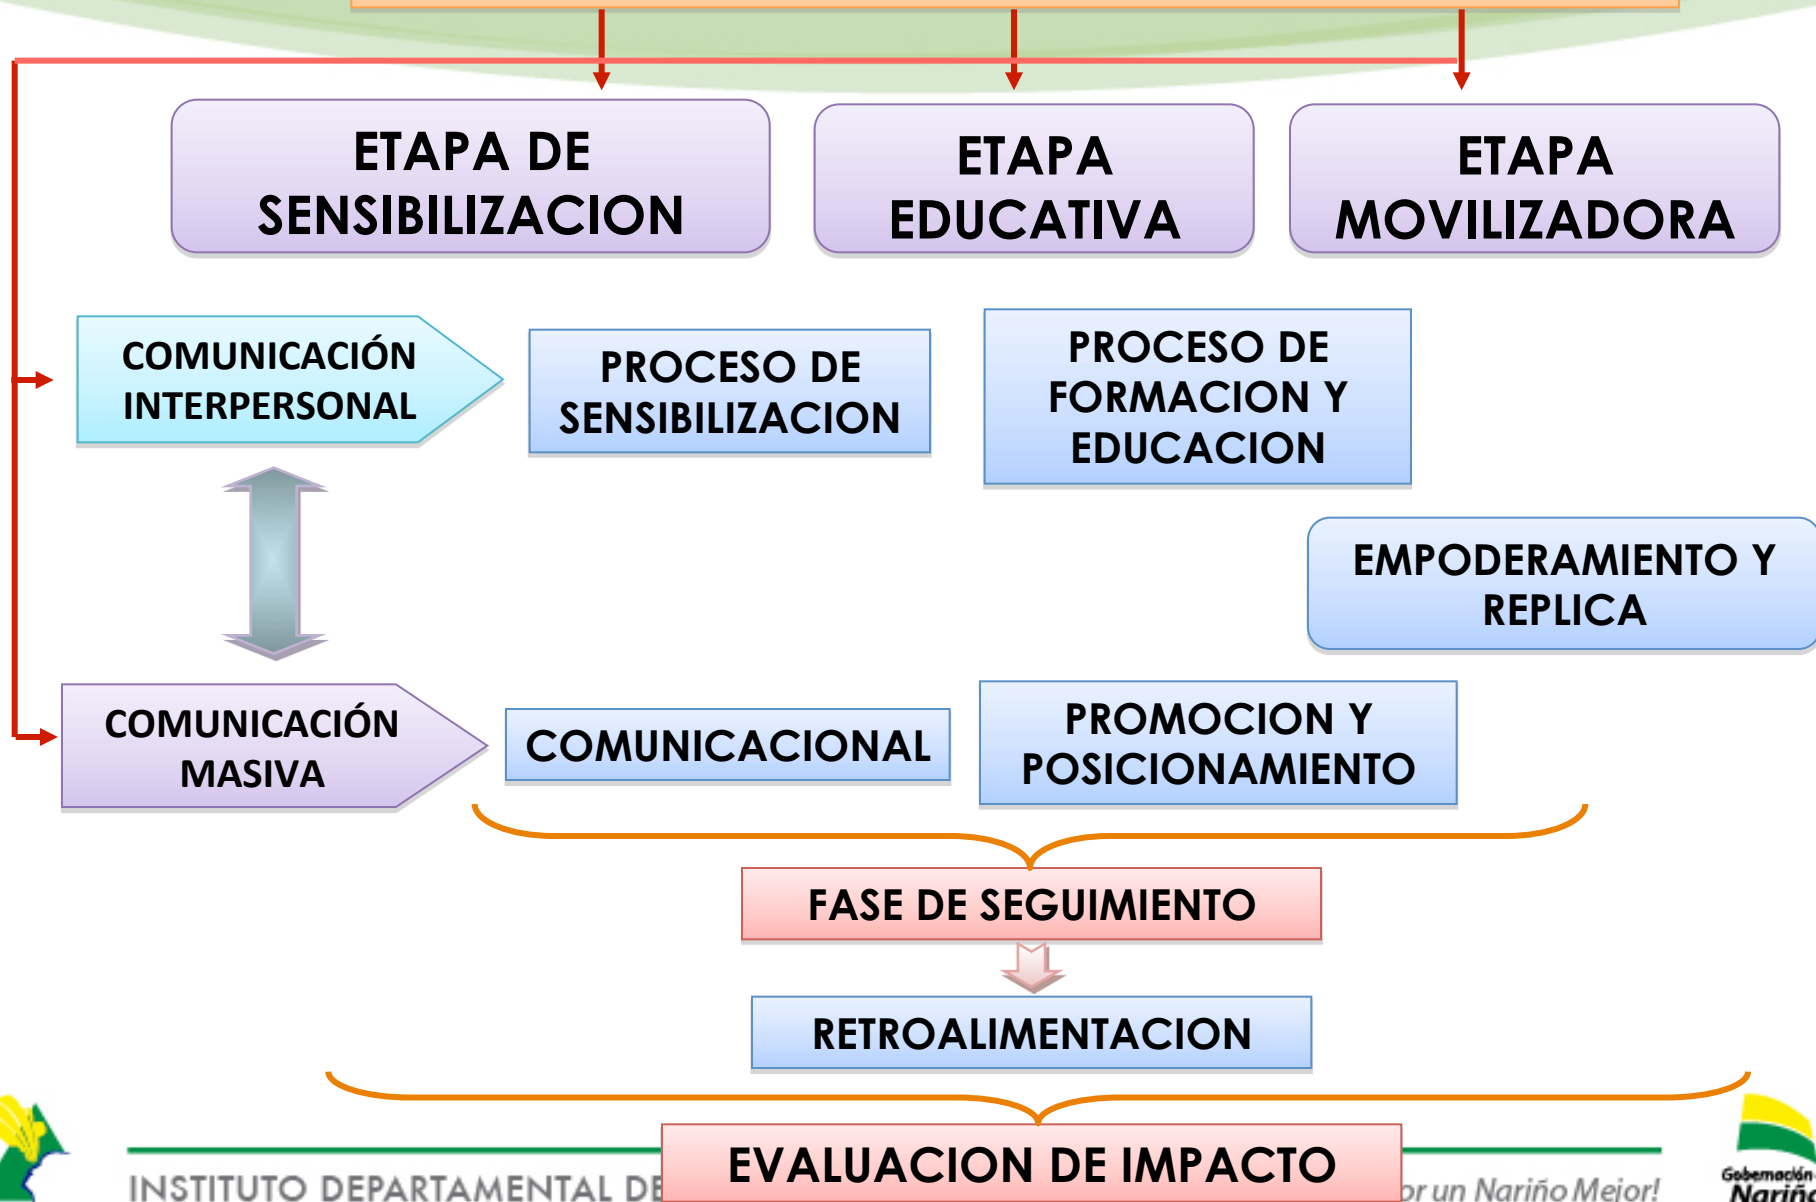 ETAPA DE
SENSIBILIZACION
ETAPA
EDUCATIVA
ETAPA
MOVILIZADORA
COMUNICACIÓN
INTERPERSONAL
PROCESO DE
SENSIBILIZACION
PROCESO DE
FORMACION Y
EDUCACION
EMPODERAMIENTO Y
REPLICA
COMUNICACIÓN
MASIVA
COMUNICACIONAL
PROMOCION Y
POSICIONAMIENTO
FASE DE SEGUIMIENTO
RETROALIMENTACION
EVALUACION DE IMPACTO
INSTITUTO DEPARTAMENTAL DE
un Nariño Mejor!
Gobernación
Nariño